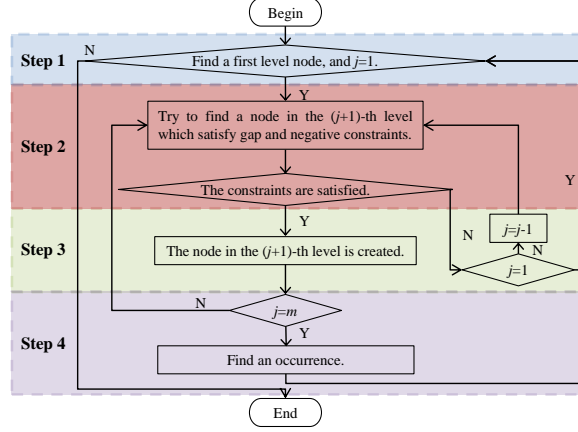 Begin
N
Step 1
Find a first level node, and j=1.
Y
Step 2
Try to find a node in the (j+1)-th level
which satisfy gap and negative constraints.
Y
The constraints are satisfied.
Y
N
j=j-1
Step 3
The node in the (j+1)-th level is created.
N
j=1
N
j=m
Y
Step 4
Find an occurrence.
End